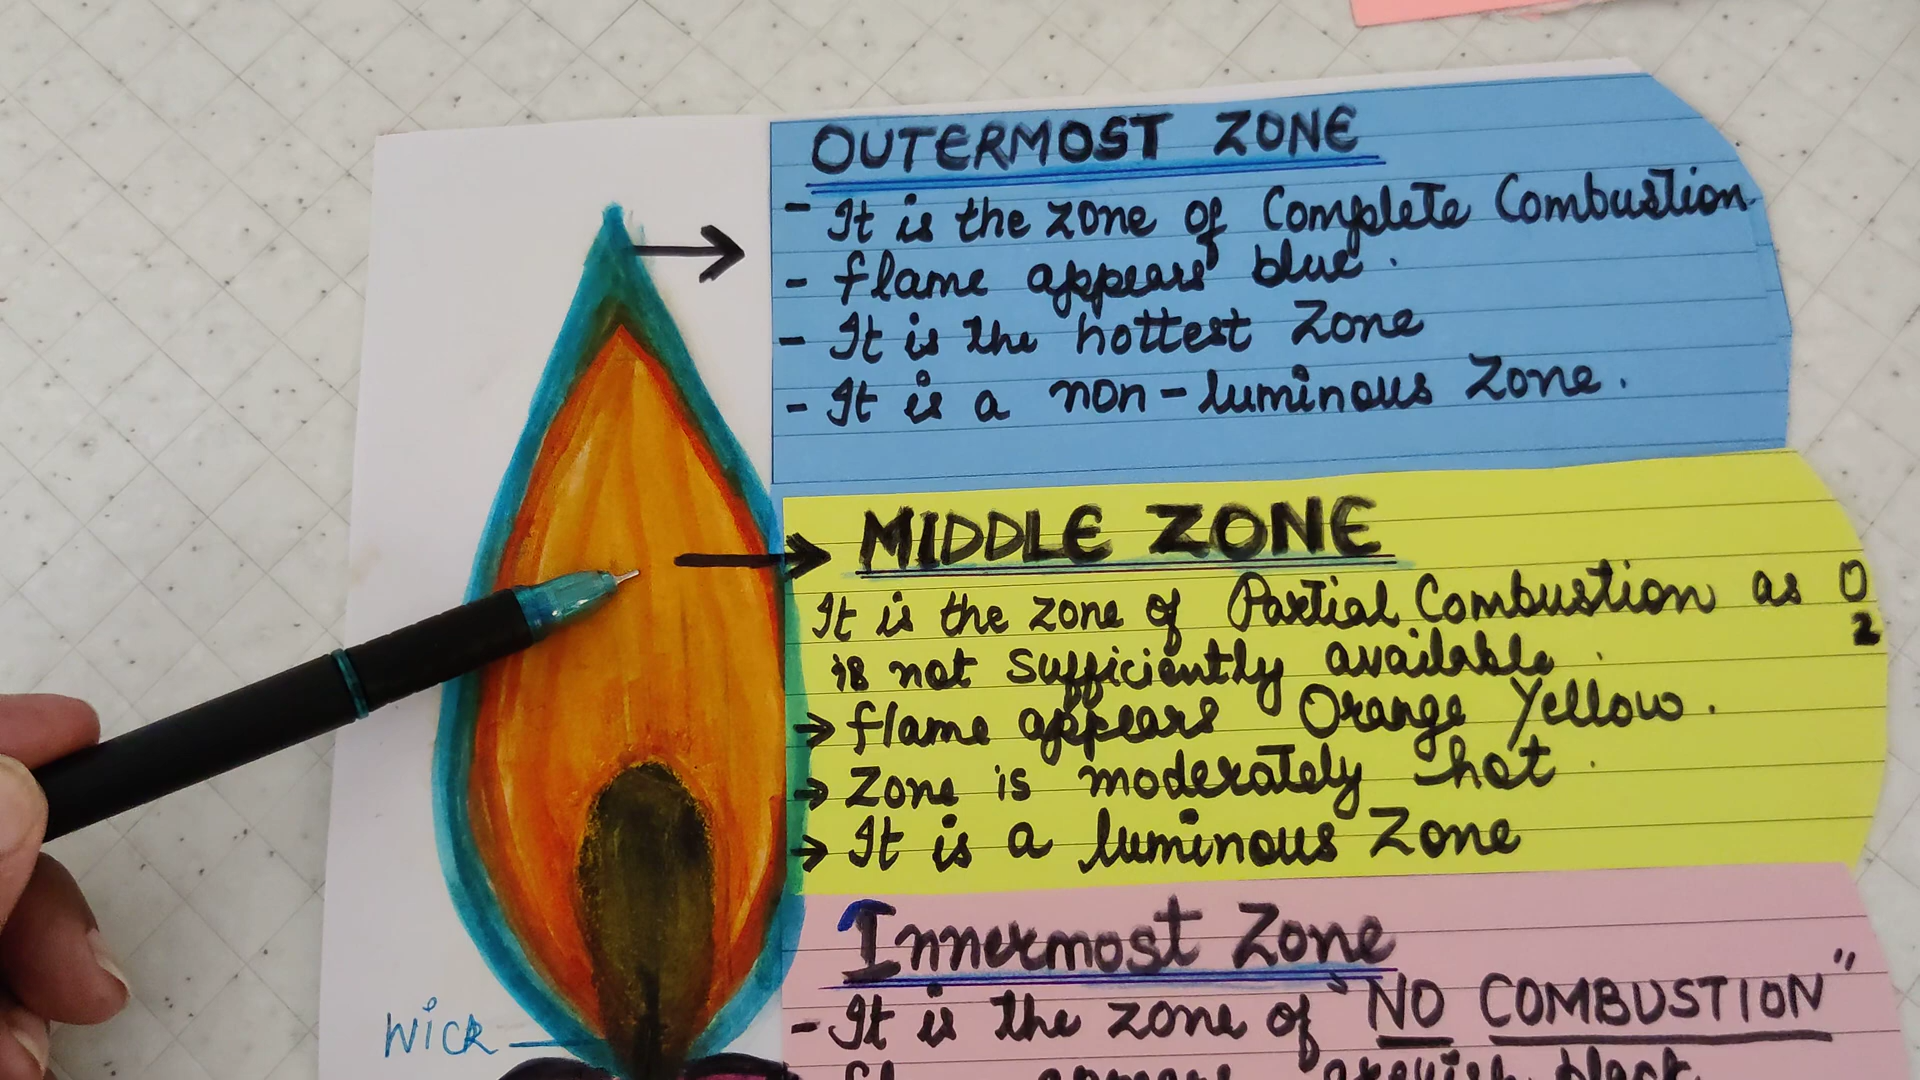 OUTERMOST ZONE
- It is the zone of Complete Combustion.
- flame appears blue.
- It is the hottest Zone
- It is a non-luminous Zone.
MIDDLE ZONE
It is the zone of Partial Combustion as O2
is not sufficiently available.
→ flame appears Orange Yellow.
→ Zone is moderately hot.
→ It is a luminous Zone
Innermost Zone
- It is the zone of "NO COMBUSTION"
appears greyish black
Wick